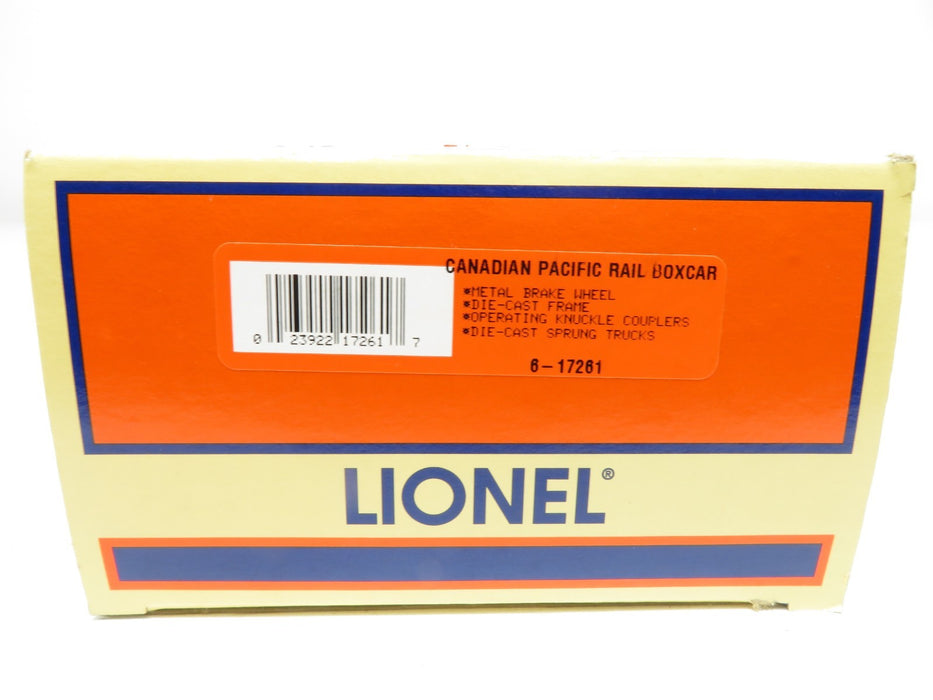 CANADIAN PACIFIC RAIL BOXCAR
*METAL BRAKE WHEEL
*DIE-CAST FRAME
*OPERATING KNUCKLE COUPLERS
*DIE-CAST SPRUNG TRUCKS
0 23922 17261 7
6-17261
LIONEL®